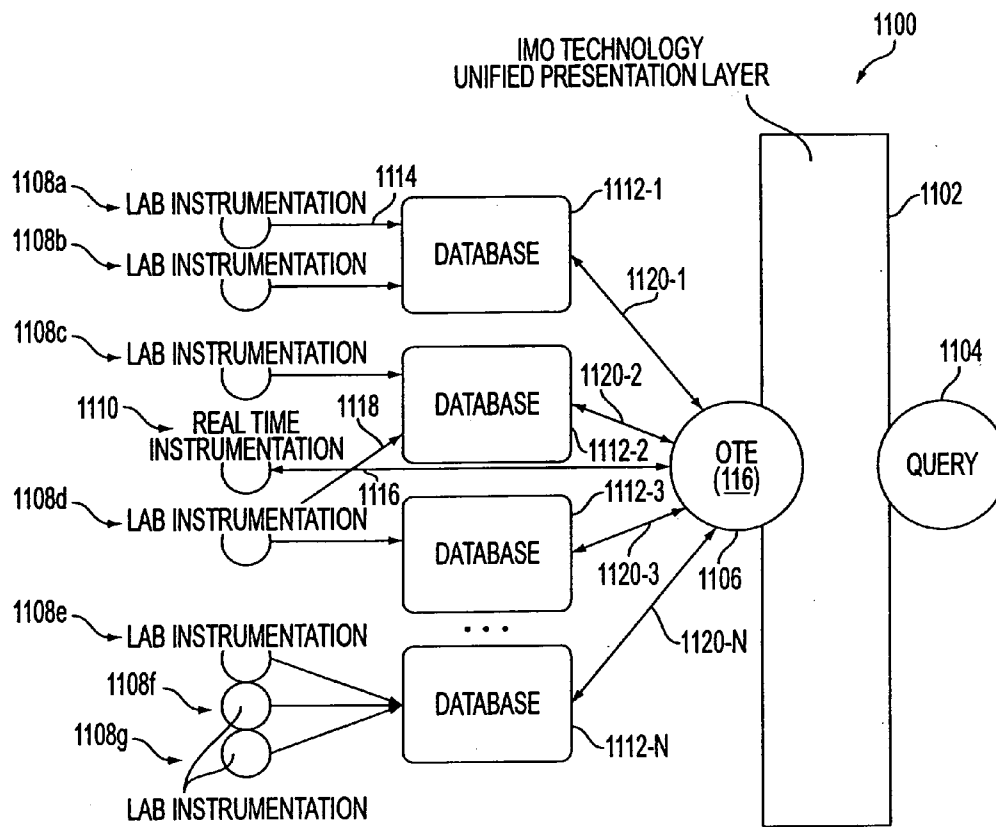 1100
IMO TECHNOLOGY
UNIFIED PRESENTATION LAYER
1108a
LAB INSTRUMENTATION
1114
1112-1
1102
1108b
LAB INSTRUMENTATION
DATABASE
1120-1
1108c
LAB INSTRUMENTATION
1118
1120-2
1104
1110
REAL TIME
INSTRUMENTATION
DATABASE
1112-2
OTE
(116)
QUERY
1116
1108d
LAB INSTRUMENTATION
1112-3
DATABASE
1120-3
1106
1108e
LAB INSTRUMENTATION
• • •
1120-N
1108f
DATABASE
1108g
1112-N
LAB INSTRUMENTATION